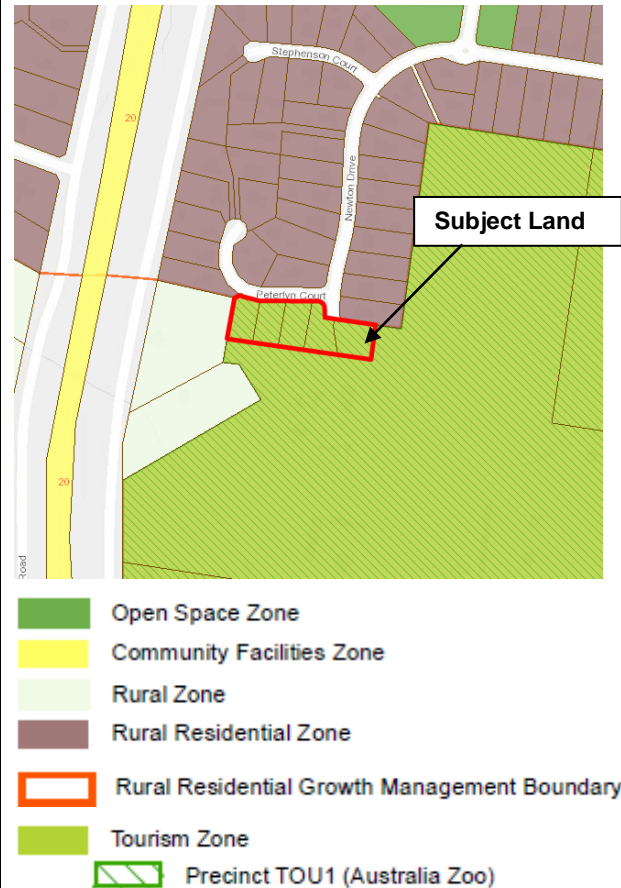 Stephenson Court
20
Newton Drive
Subject Land
Peterlyn Court
20
Road
Open Space Zone
Community Facilities Zone
Rural Zone
Rural Residential Zone
Rural Residential Growth Management Boundary
Tourism Zone
Precinct TOU1 (Australia Zoo)